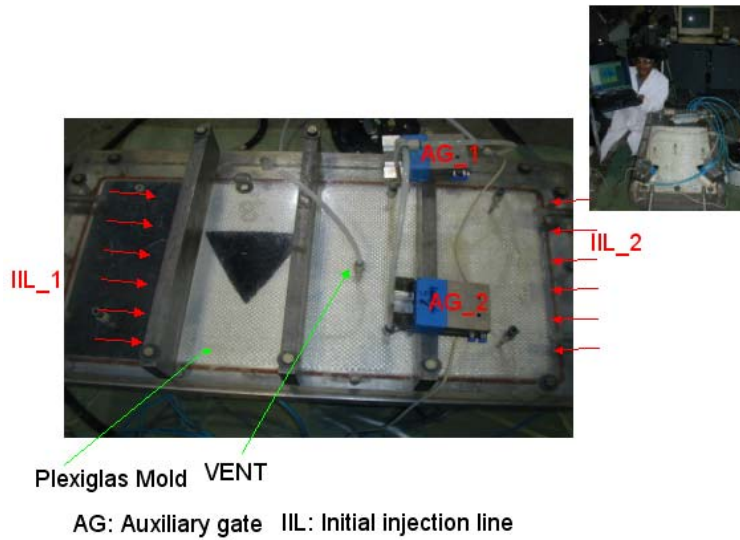 AG_1
IIL_1
IIL_2
AG_2
Plexiglas Mold
VENT
AG: Auxiliary gate
IIL: Initial injection line